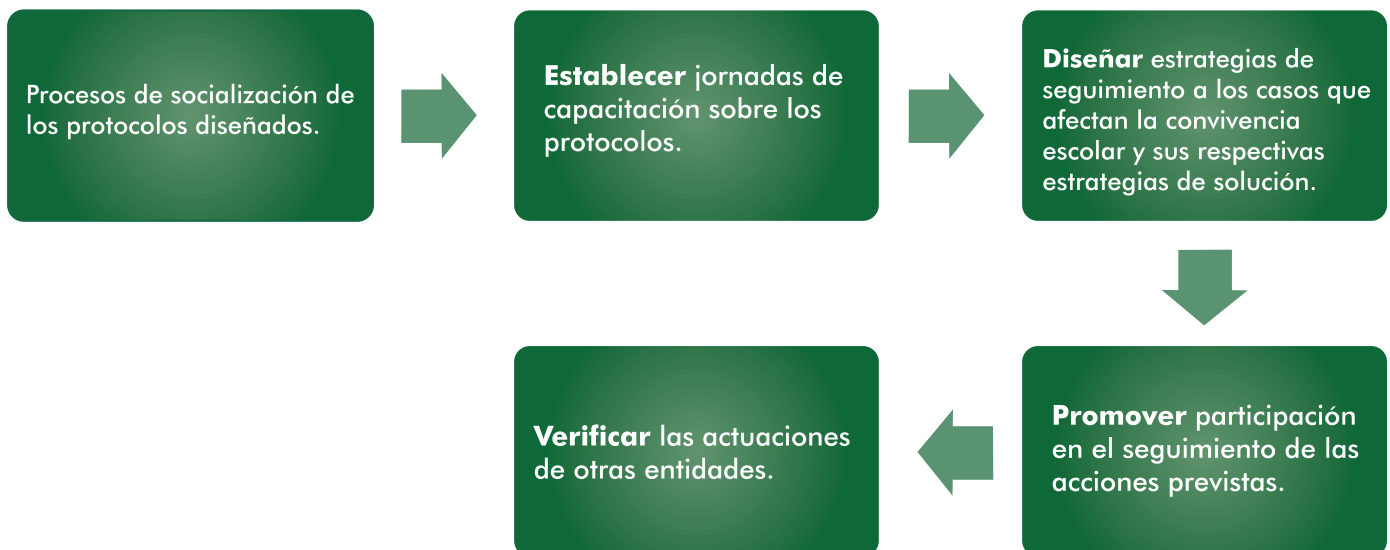 Procesos de socialización de
los protocolos diseñados.
Establecer jornadas de
capacitación sobre los
protocolos.
Diseñar estrategias de
seguimiento a los casos que
afectan la convivencia
escolar y sus respectivas
estrategias de solución.
Promover participación
en el seguimiento de las
acciones previstas.
Verificar las actuaciones
de otras entidades.